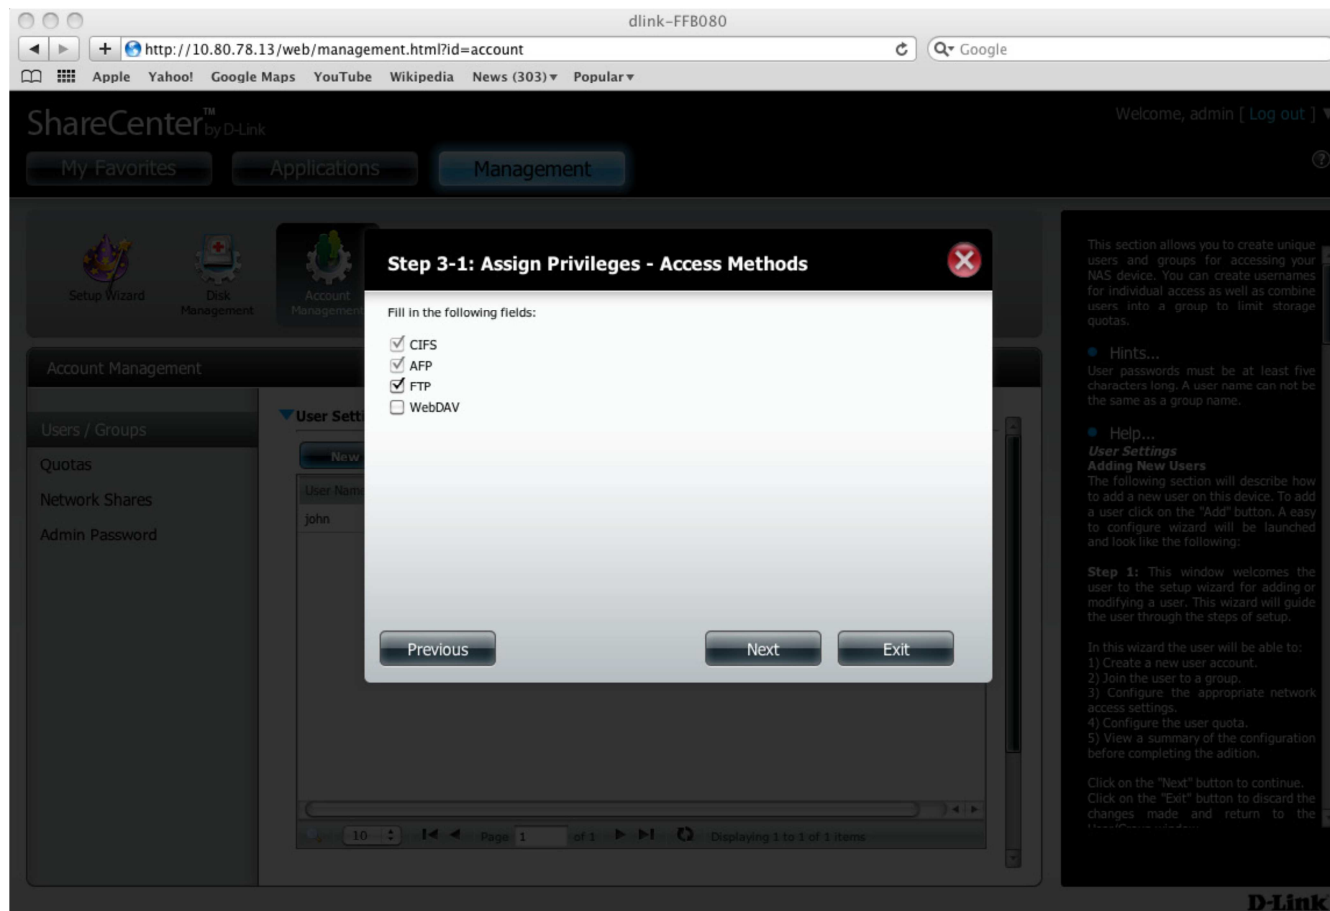 dlink-FFB080
http://10.80.78.13/web/management.html?id=account
Google
Apple Yahoo! Google Maps YouTube Wikipedia News (303) Popular
ShareCenter™ by D-Link
Welcome, admin [ Log out ]
My Favorites
Applications
Management
Setup Wizard
Disk
Management
Account
Management
Step 3-1: Assign Privileges - Access Methods
Fill in the following fields:
CIFS
AFP
FTP
WebDAV
Previous
Next
Exit
Account Management
Users / Groups
Quotas
Network Shares
Admin Password
User Setti
New
User Name
john
10
Page 1 of 1
Displaying 1 to 1 of 1 items
This section allows you to create unique
users and groups for accessing your
NAS device. You can create usernames
for individual access as well as combine
users into a group to limit storage
quotas.
Hints...
User passwords must be at least five
characters long. A user name can not be
the same as a group name.
Help...
User Settings
Adding New Users
The following section will describe how
to add a new user on this device. To add
a user click on the "Add" button. A easy
to configure wizard will be launched
and look like the following:
Step 1: This window welcomes the
user to the setup wizard for adding or
modifying a user. This wizard will guide
the user through the steps of setup.
In this wizard the user will be able to:
1) Create a new user account.
2) Join the user to a group.
3) Configure the appropriate network
access settings.
4) Configure the user quota.
5) View a summary of the configuration
before completing the adition.
Click on the "Next" button to continue.
Click on the "Exit" button to discard the
changes made and return to the
D-Link